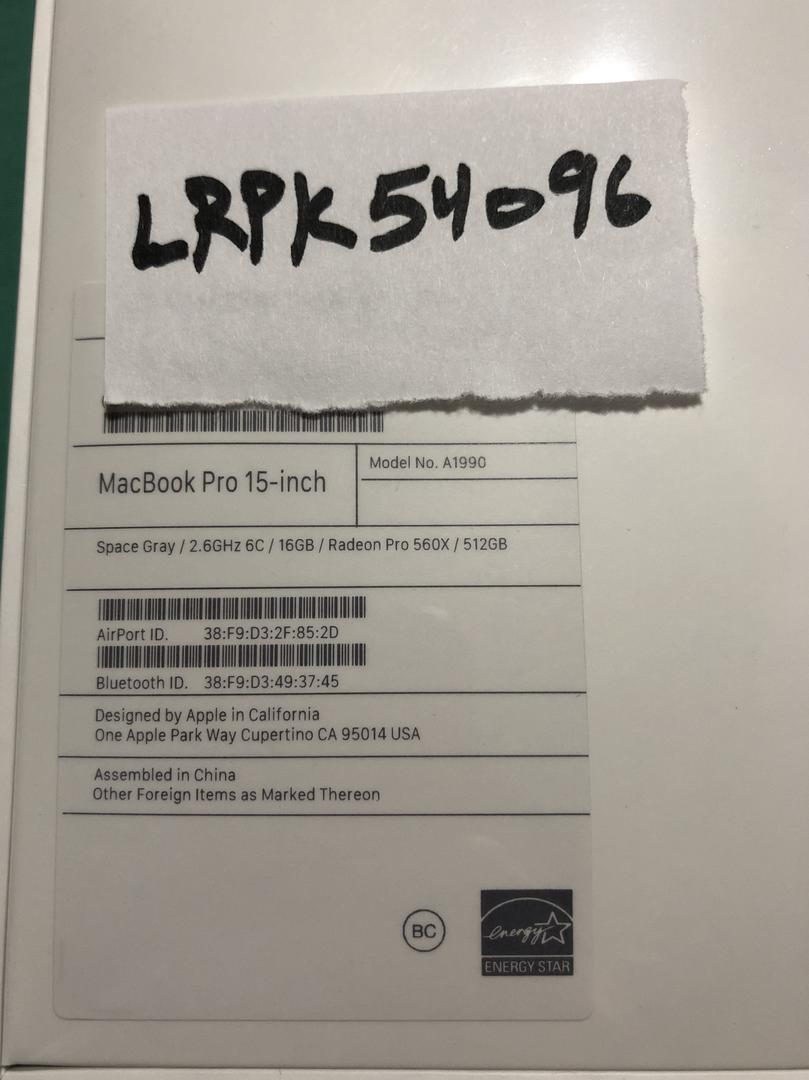 LRPK54096
MacBook Pro 15-inch
Model No. A1990
Space Gray / 2.6GHz 6C / 16GB / Radeon Pro 560X / 512GB
AirPort ID. 38:F9:D3:2F:85:2D
Bluetooth ID. 38:F9:D3:49:37:45
Designed by Apple in California
One Apple Park Way Cupertino CA 95014 USA
Assembled in China
Other Foreign Items as Marked Thereon
BC
energy
ENERGY STAR